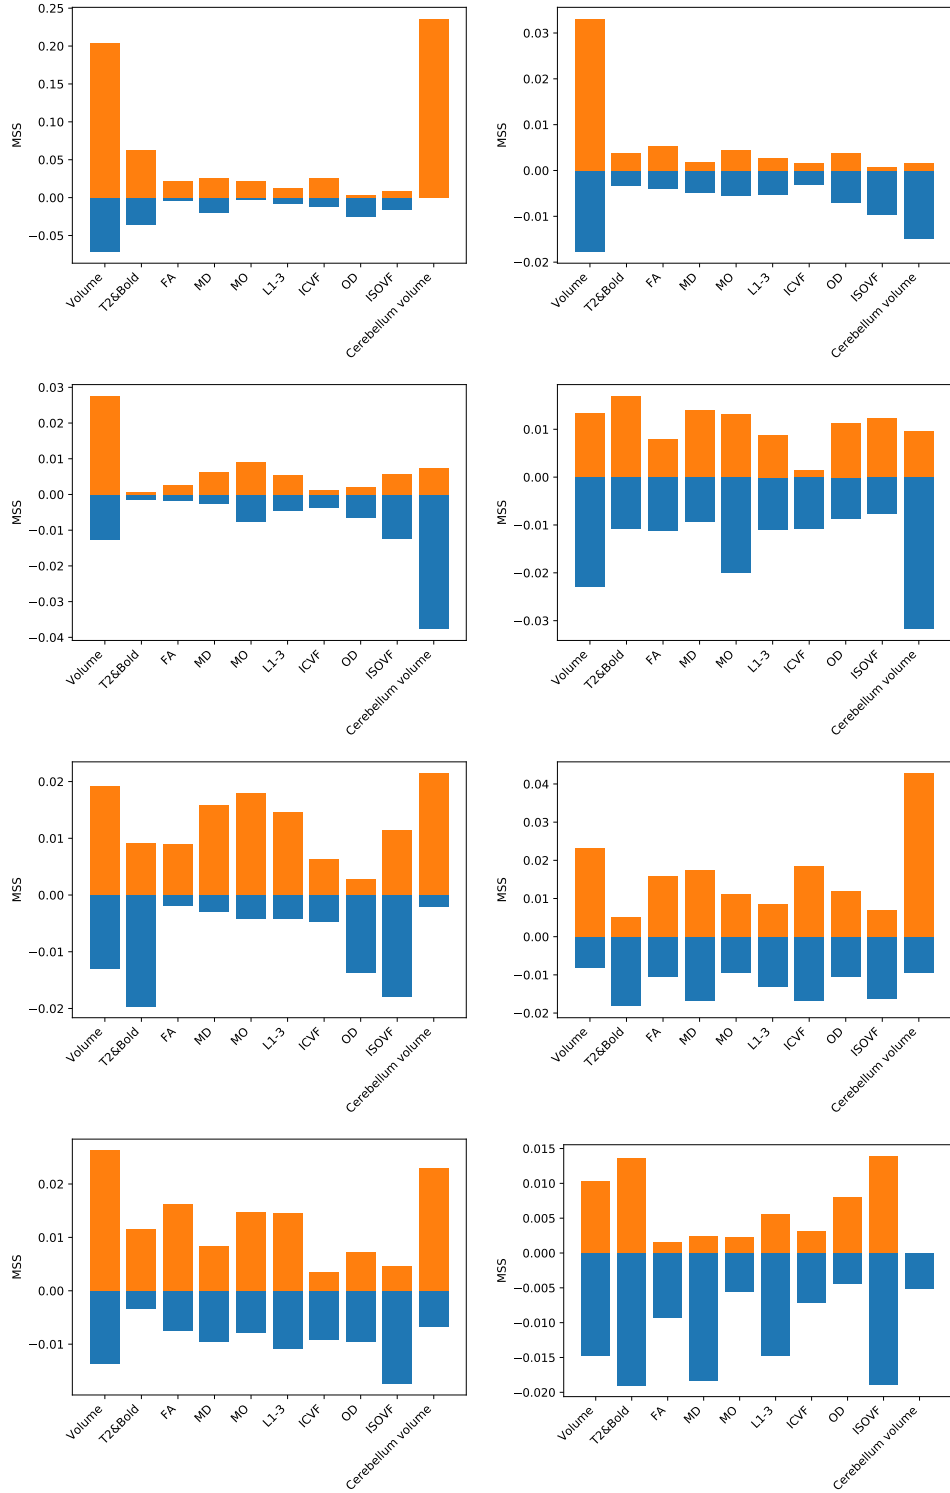 0.25
0.20
0.15
0.10
0.05
0.00
−0.05
MSS
Volume
T2&Bold
FA
MD
MO
L1-3
ICVF
OD
ISOVF
Cerebellum volume
0.03
0.02
0.01
0.00
−0.01
−0.02
MSS
Volume
T2&Bold
FA
MD
MO
L1-3
ICVF
OD
ISOVF
Cerebellum volume
0.03
0.02
0.01
0.00
−0.01
−0.02
−0.03
−0.04
MSS
Volume
T2&Bold
FA
MD
MO
L1-3
ICVF
OD
ISOVF
Cerebellum volume
0.01
0.00
−0.01
−0.02
−0.03
MSS
Volume
T2&Bold
FA
MD
MO
L1-3
ICVF
OD
ISOVF
Cerebellum volume
0.02
0.01
0.00
−0.01
−0.02
MSS
Volume
T2&Bold
FA
MD
MO
L1-3
ICVF
OD
ISOVF
Cerebellum volume
0.04
0.03
0.02
0.01
0.00
−0.01
−0.02
MSS
Volume
T2&Bold
FA
MD
MO
L1-3
ICVF
OD
ISOVF
Cerebellum volume
0.02
0.01
0.00
−0.01
MSS
Volume
T2&Bold
FA
MD
MO
L1-3
ICVF
OD
ISOVF
Cerebellum volume
0.015
0.010
0.005
0.000
−0.005
−0.010
−0.015
−0.020
MSS
Volume
T2&Bold
FA
MD
MO
L1-3
ICVF
OD
ISOVF
Cerebellum volume